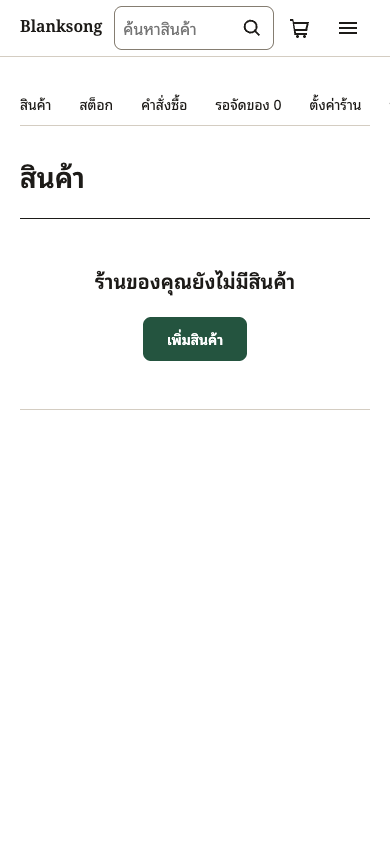 Blanksong
ค้นหาสินค้า
สินค้า สต็อก คำสั่งซื้อ รอจัดของ 0 ตั้งค่าร้าน
สินค้า
ร้านของคุณยังไม่มีสินค้า
เพิ่มสินค้า